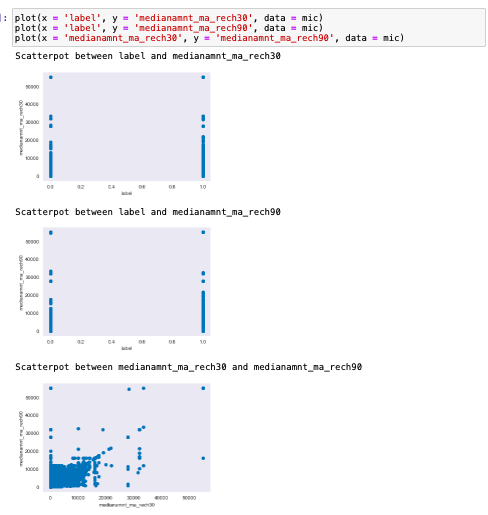 ]: plot(x = 'label', y = 'medianamnt_ma_rech30', data = mic)
plot(x = 'label', y = 'medianamnt_ma_rech90', data = mic)
plot(x = 'medianamnt_ma_rech30', y = 'medianamnt_ma_rech90', data = mic)
Scatterpot between label and medianamnt_ma_rech30
50000
40000
30000
20000
10000
0
medianamnt_ma_rech30
0.0 0.2 0.4 0.6 0.8 1.0
label
Scatterpot between label and medianamnt_ma_rech90
50000
40000
30000
20000
10000
0
medianamnt_ma_rech90
0.0 0.2 0.4 0.6 0.8 1.0
label
Scatterpot between medianamnt_ma_rech30 and medianamnt_ma_rech90
50000
40000
30000
20000
10000
0
medianamnt_ma_rech90
0 10000 20000 30000 40000 50000
medianamnt_ma_rech30